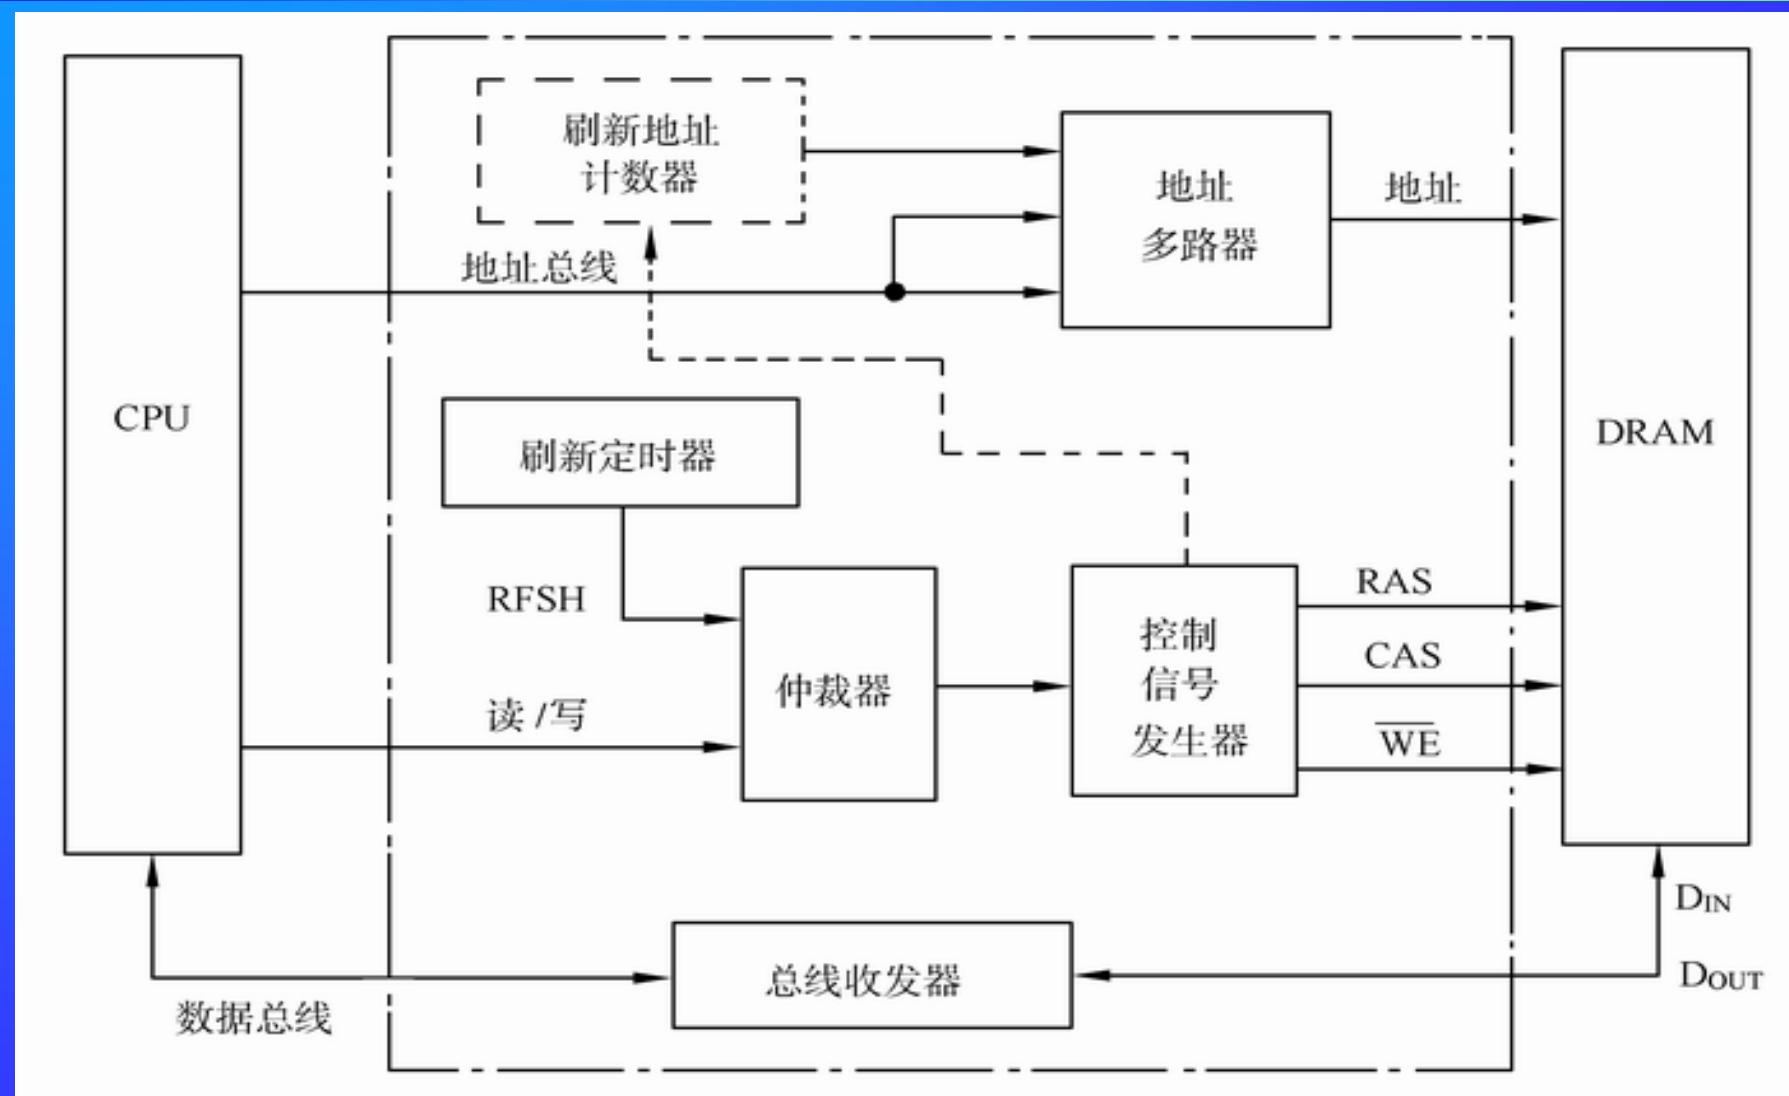 刷新地址
计数器
地址
多路器
地址
地址总线
CPU
DRAM
刷新定时器
RFSH
仲裁器
读/写
控制
信号
发生器
RAS
CAS
W̅E̅
DIN
总线收发器
DOUT
数据总线